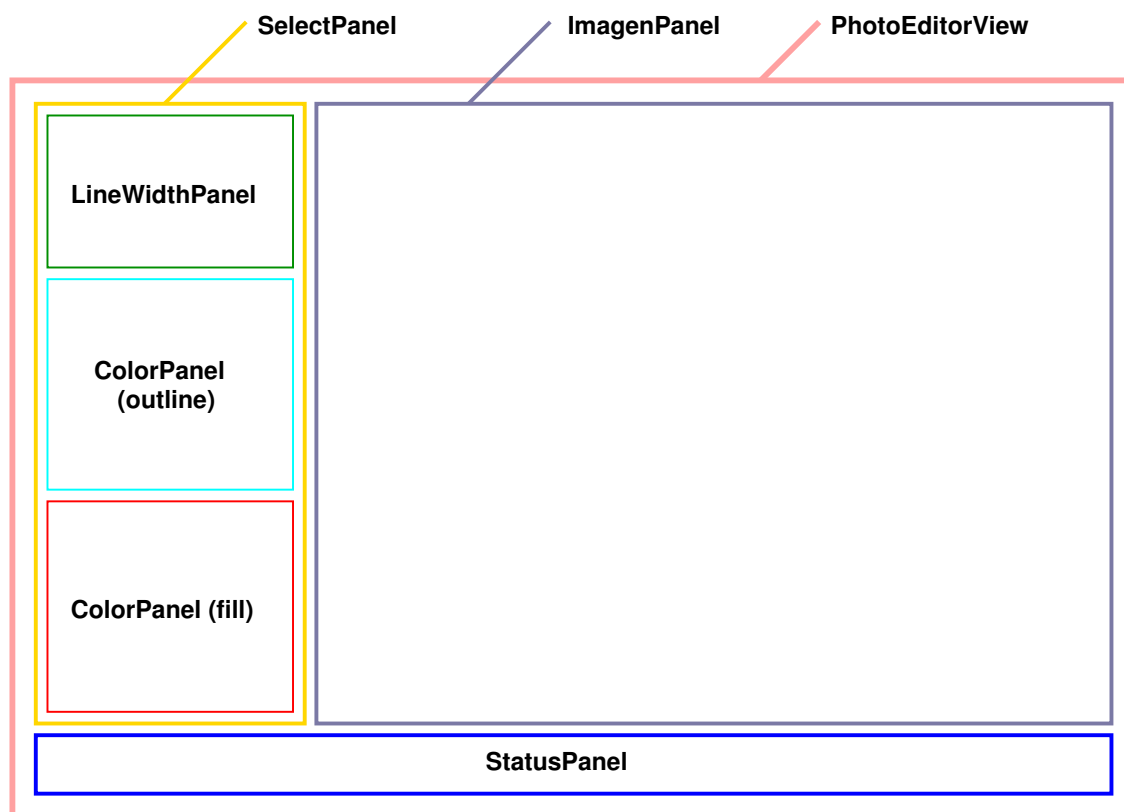 SelectPanel
ImagenPanel
PhotoEditorView
LineWidthPanel
ColorPanel
(outline)
ColorPanel (fill)
StatusPanel